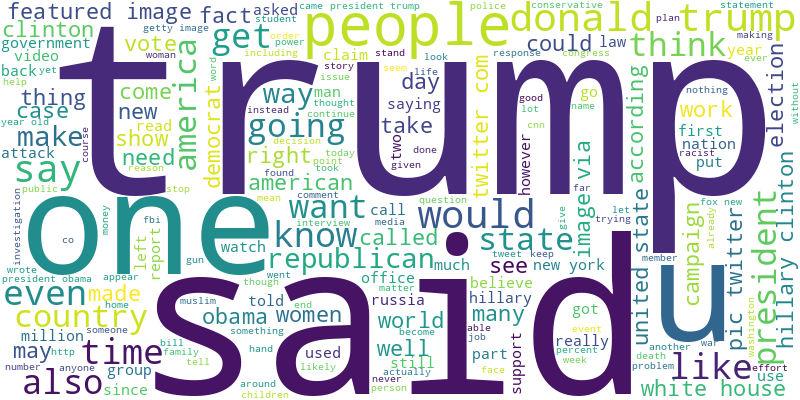 featured image
fact
asked
student
came president trump
police
conservative
statement
plan
making
clinton
government
video
back
yet
help
getty image
woman
vote
get
including
order
power
claim
people
stand
story
issue
donald trump
look
response
congress
could
law
think
year
ever
trump
thing
case
make
attack
come
new
year old
course
show
read
need
reason
america
democrat
word
way
man
thought
continue
instead
going
decision
right
today
point
american
found
took
mean
stop
say
public
day
saying
take
seem
life
two
done
given
twitter com
good
lot
cnn
however
go
name
image via
far
according
work
first
nation
racist
put
nothing
without
election
one
investigation
fbi
co
money
left
report
gun
wrote
president obama
appear
want
comment
know
interview
watch
call
media
called
republican
would
question
state
give
trying
let
united state
fox new
member
campaign
already
pic twitter
president
hillary clinton
said
u
even
made
country
home
million
someone
may
http
time
number
anyone
group
also
since
muslim
bill
family
tell
though
went
told
end
obama
women
something
hand
used
likely
around
children
office
matter
russia
world
become
well
still
actually
never
person
much
tweet
keep
see
new york
believe
hillary
many
able
job
part
face
support
got
event
really
percent
week
another
war
death
problem
washington
like
effort
use
white house